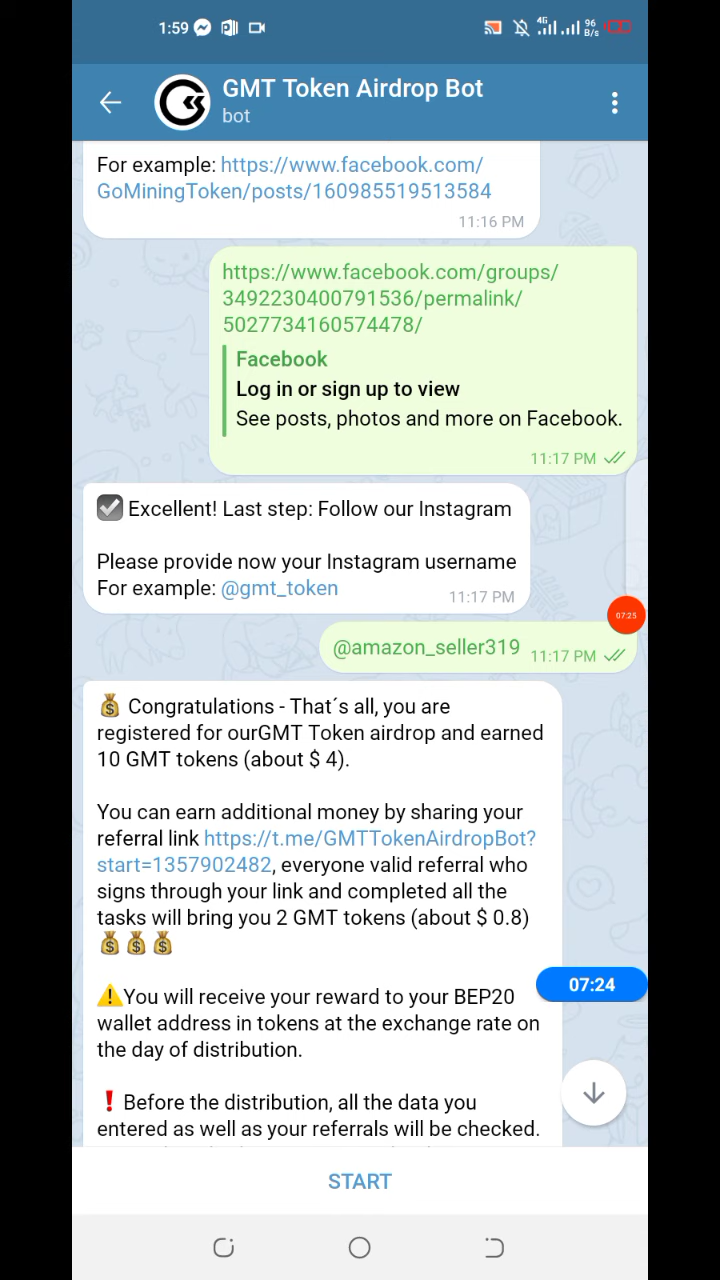 1:59
4G
96
B/s
GMT Token Airdrop Bot
bot
For example: https://www.facebook.com/
GoMiningToken/posts/160985519513584
11:16 PM
https://www.facebook.com/groups/
3492230400791536/permalink/
5027734160574478/
Facebook
Log in or sign up to view
See posts, photos and more on Facebook.
11:17 PM
Excellent! Last step: Follow our Instagram
Please provide now your Instagram username
For example: @gmt_token
11:17 PM
07:25
@amazon_seller319 11:17 PM
Congratulations - That´s all, you are
registered for ourGMT Token airdrop and earned
10 GMT tokens (about $ 4).
You can earn additional money by sharing your
referral link https://t.me/GMTTokenAirdropBot?
start=1357902482, everyone valid referral who
signs through your link and completed all the
tasks will bring you 2 GMT tokens (about $ 0.8)
⚠️You will receive your reward to your BEP20
07:24
wallet address in tokens at the exchange rate on
the day of distribution.
❗ Before the distribution, all the data you
entered as well as your referrals will be checked.
START